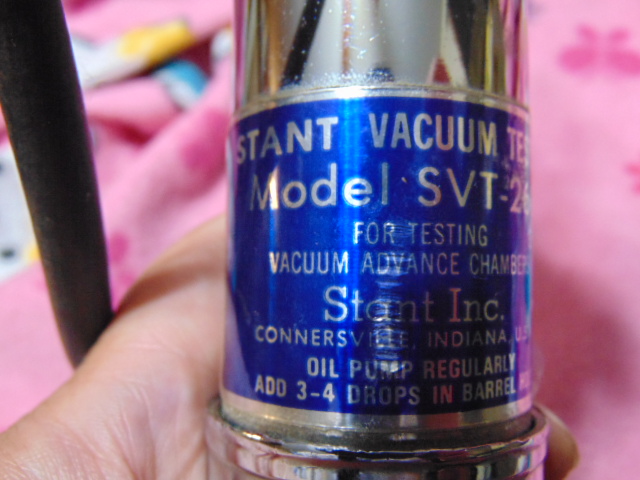 STANT VACUUM TES
Model SVT-26
FOR TESTING
VACUUM ADVANCE CHAMBER
Stant Inc.
CONNERSVILLE, INDIANA, U.S
OIL PUMP REGULARLY
ADD 3-4 DROPS IN BARREL